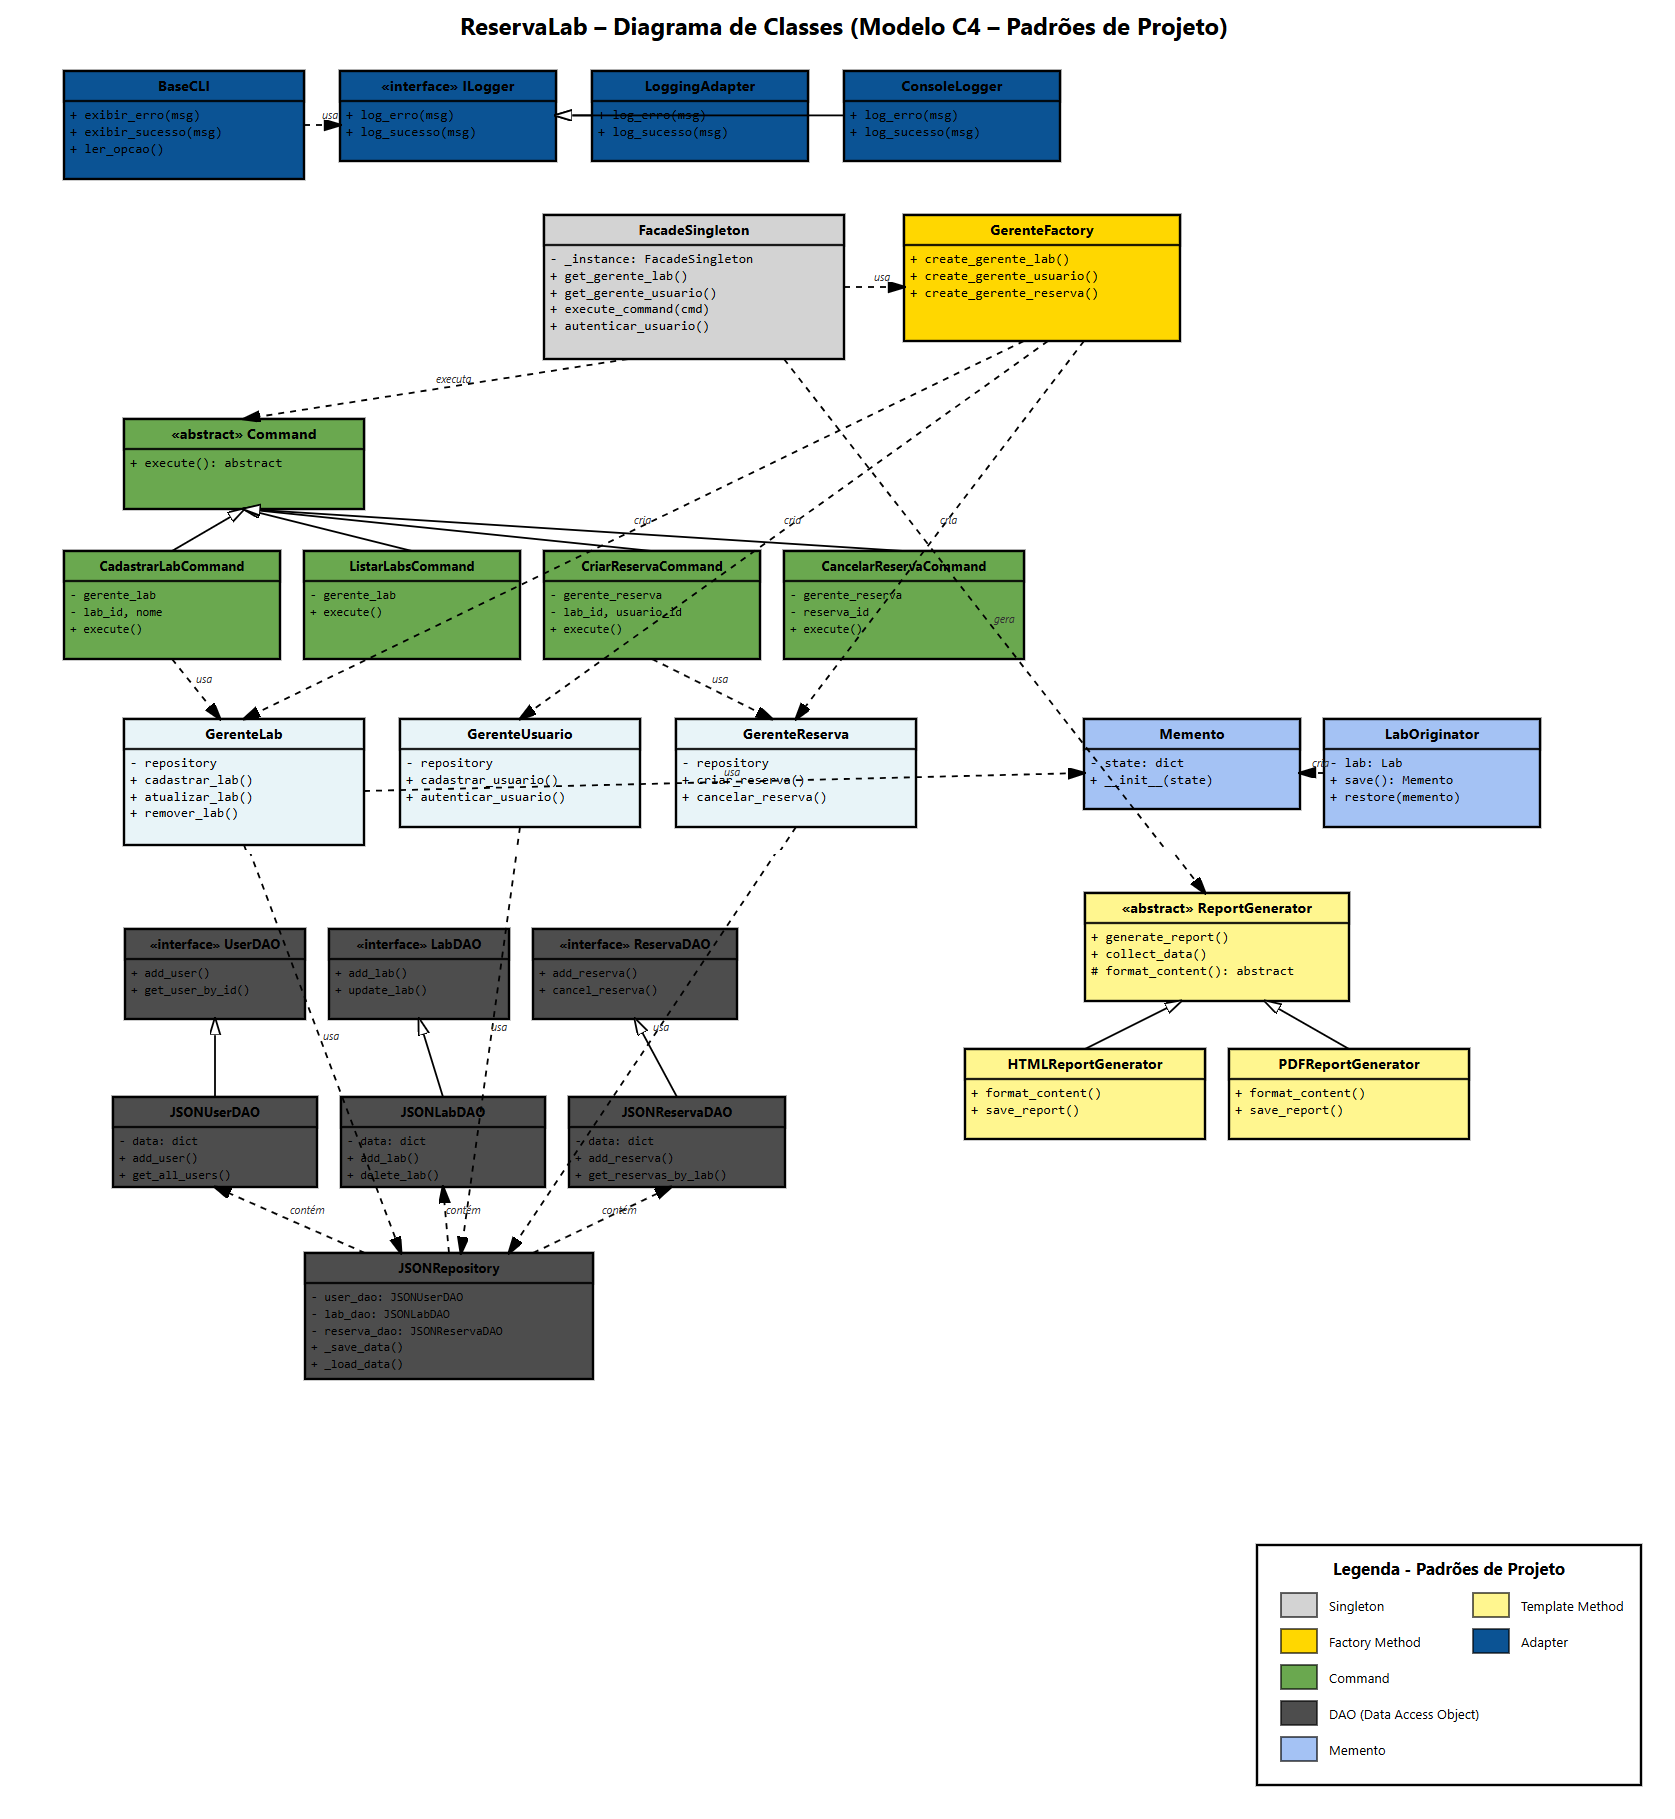 ReservaLab – Diagrama de Classes (Modelo C4 – Padrões de Projeto)
BaseCLI
+ exibir_erro(msg)
+ exibir_sucesso(msg)
+ ler_opcao()
usa
«interface» ILogger
+ log_erro(msg)
+ log_sucesso(msg)
LoggingAdapter
+ log_erro(msg)
+ log_sucesso(msg)
ConsoleLogger
+ log_erro(msg)
+ log_sucesso(msg)
FacadeSingleton
- _instance: FacadeSingleton
+ get_gerente_lab()
+ get_gerente_usuario()
+ execute_command(cmd)
+ autenticar_usuario()
usa
GerenteFactory
+ create_gerente_lab()
+ create_gerente_usuario()
+ create_gerente_reserva()
executa
«abstract» Command
+ execute(): abstract
cria
cria
cria
CadastrarLabCommand
- gerente_lab
- lab_id, nome
+ execute()
ListarLabsCommand
- gerente_lab
+ execute()
CriarReservaCommand
- gerente_reserva
- lab_id, usuario_id
+ execute()
CancelarReservaCommand
- gerente_reserva
- reserva_id
+ execute()
gera
usa
usa
GerenteLab
- repository
+ cadastrar_lab()
+ atualizar_lab()
+ remover_lab()
GerenteUsuario
- repository
+ cadastrar_usuario()
+ autenticar_usuario()
GerenteReserva
- repository
+ criar_reserva()
+ cancelar_reserva()
usa
Memento
- state: dict
+ __init__(state)
cria
LabOriginator
- lab: Lab
+ save(): Memento
+ restore(memento)
«abstract» ReportGenerator
+ generate_report()
+ collect_data()
# format_content(): abstract
«interface» UserDAO
+ add_user()
+ get_user_by_id()
«interface» LabDAO
+ add_lab()
+ update_lab()
«interface» ReservaDAO
+ add_reserva()
+ cancel_reserva()
usa
usa
usa
HTMLReportGenerator
+ format_content()
+ save_report()
PDFReportGenerator
+ format_content()
+ save_report()
JSONUserDAO
- data: dict
+ add_user()
+ get_all_users()
JSONLabDAO
- data: dict
+ add_lab()
+ delete_lab()
JSONReservaDAO
- data: dict
+ add_reserva()
+ get_reservas_by_lab()
contém
contém
contém
JSONRepository
- user_dao: JSONUserDAO
- lab_dao: JSONLabDAO
- reserva_dao: JSONReservaDAO
+ _save_data()
+ _load_data()
Legenda - Padrões de Projeto
Singleton
Factory Method
Command
DAO (Data Access Object)
Memento
Template Method
Adapter